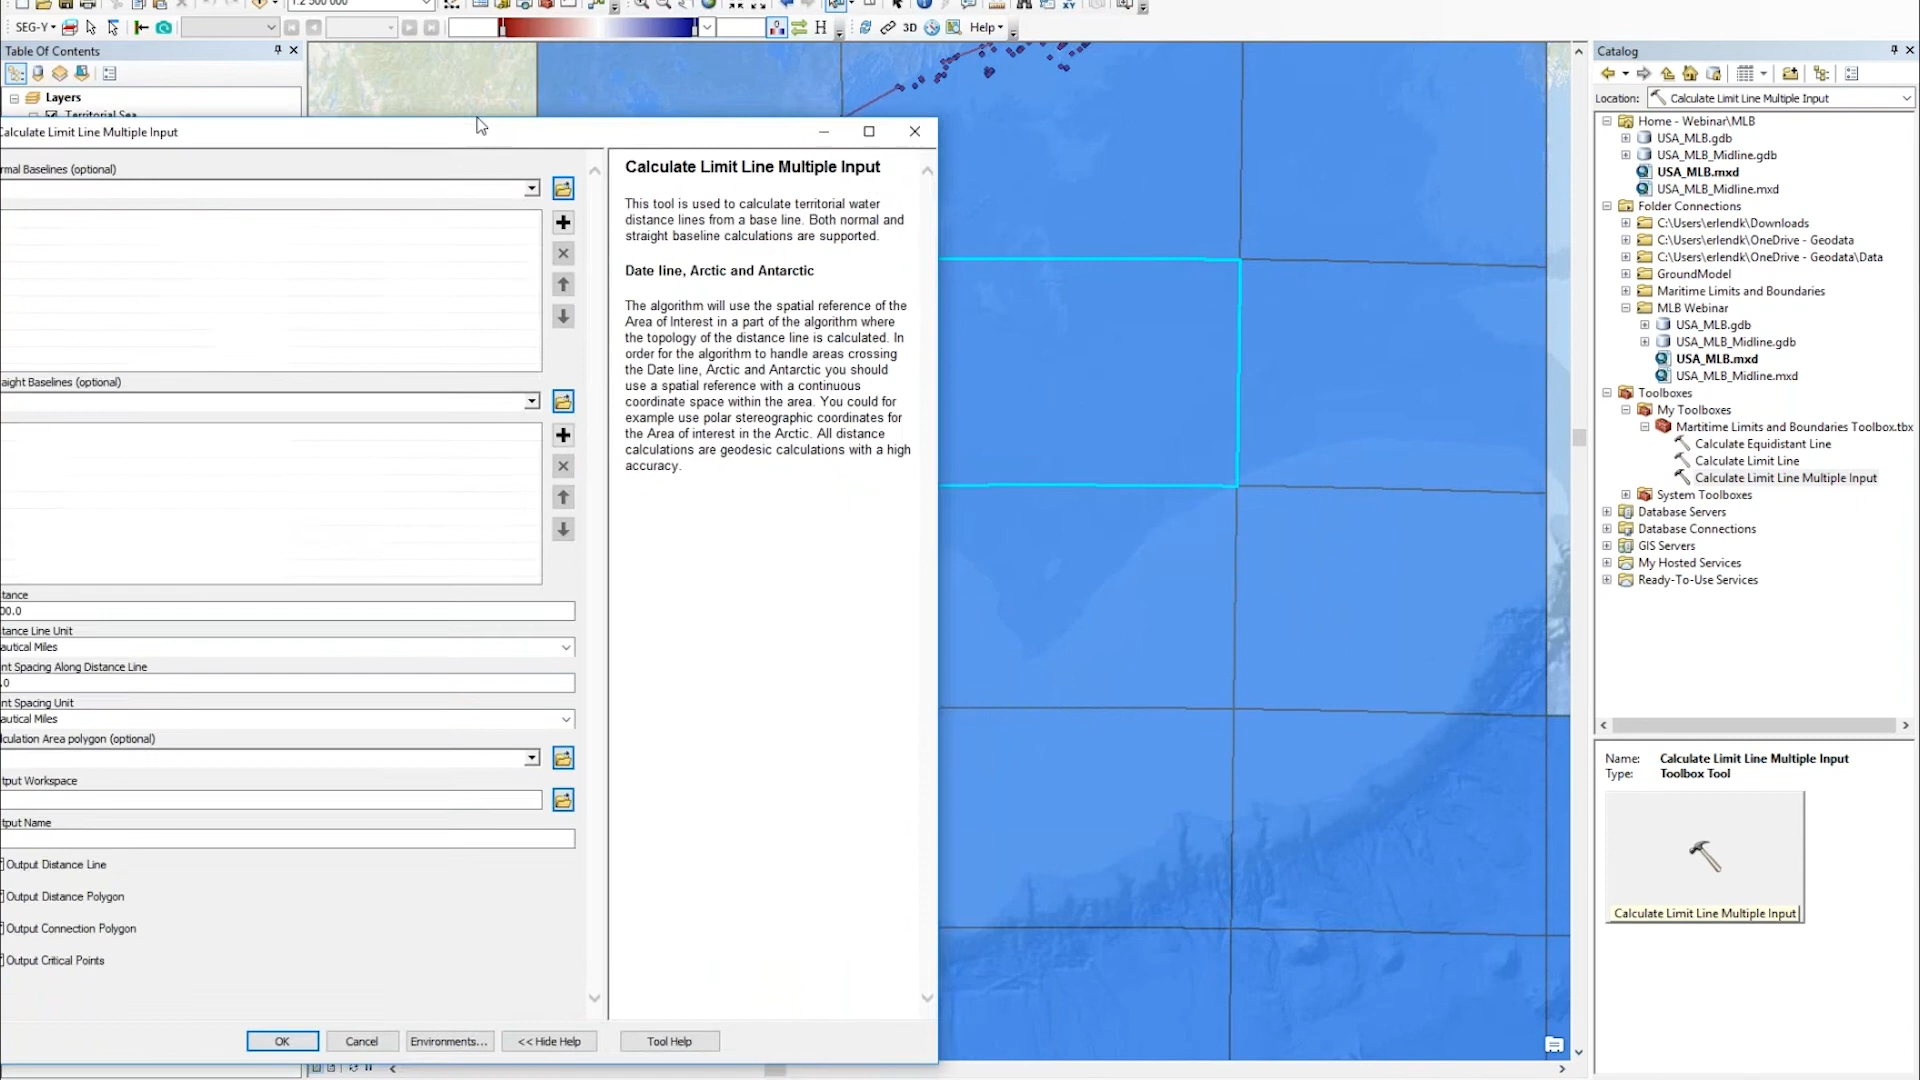 1:2 500 000
SEG-Y
H
3D
Help
Table Of Contents
Layers
Territorial Sea
Calculate Limit Line Multiple Input
rmal Baselines (optional)
aight Baselines (optional)
tance
00.0
tance Line Unit
autical Miles
nt Spacing Along Distance Line
.0
nt Spacing Unit
autical Miles
lculation Area polygon (optional)
tput Workspace
tput Name
Output Distance Line
Output Distance Polygon
Output Connection Polygon
Output Critical Points
OK
Cancel
Environments...
<< Hide Help
Tool Help
Calculate Limit Line Multiple Input
This tool is used to calculate territorial water
distance lines from a base line. Both normal and
straight baseline calculations are supported.
Date line, Arctic and Antarctic
The algorithm will use the spatial reference of the
Area of Interest in a part of the algorithm where
the topology of the distance line is calculated. In
order for the algorithm to handle areas crossing
the Date line, Arctic and Antarctic you should
use a spatial reference with a continuous
coordinate space within the area. You could for
example use polar stereographic coordinates for
the Area of interest in the Arctic. All distance
calculations are geodesic calculations with a high
accuracy.
Catalog
Location: Calculate Limit Line Multiple Input
Home - Webinar\MLB
USA_MLB.gdb
USA_MLB_Midline.gdb
USA_MLB.mxd
USA_MLB_Midline.mxd
Folder Connections
C:\Users\erlendk\Downloads
C:\Users\erlendk\OneDrive - Geodata
C:\Users\erlendk\OneDrive - Geodata\Data
GroundModel
Maritime Limits and Boundaries
MLB Webinar
USA_MLB.gdb
USA_MLB_Midline.gdb
USA_MLB.mxd
USA_MLB_Midline.mxd
Toolboxes
My Toolboxes
Martitime Limits and Boundaries Toolbox.tbx
Calculate Equidistant Line
Calculate Limit Line
Calculate Limit Line Multiple Input
System Toolboxes
Database Servers
Database Connections
GIS Servers
My Hosted Services
Ready-To-Use Services
Name: Calculate Limit Line Multiple Input
Type: Toolbox Tool
Calculate Limit Line Multiple Input